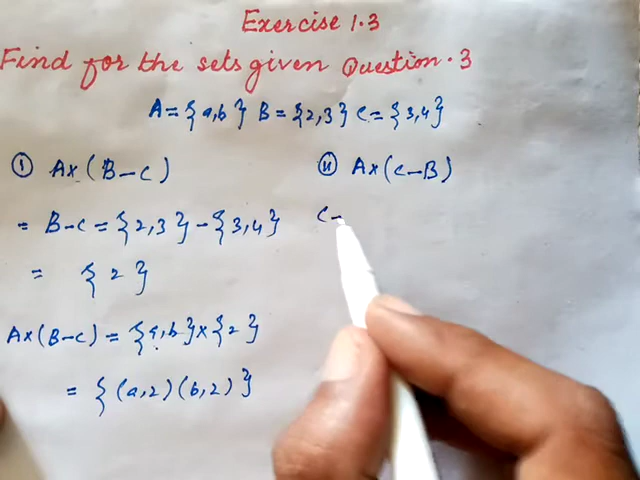 Exercise 1.3
Find for the sets given Question.3
A = {a,b} B = {2,3} C = {3,4}
(i) A×(B–C)
= B–C = {2,3} – {3,4}
= {2}
A×(B–C) = {a,b}×{2}
= {(a,2)(b,2)}
(ii) A×(C–B)
C–